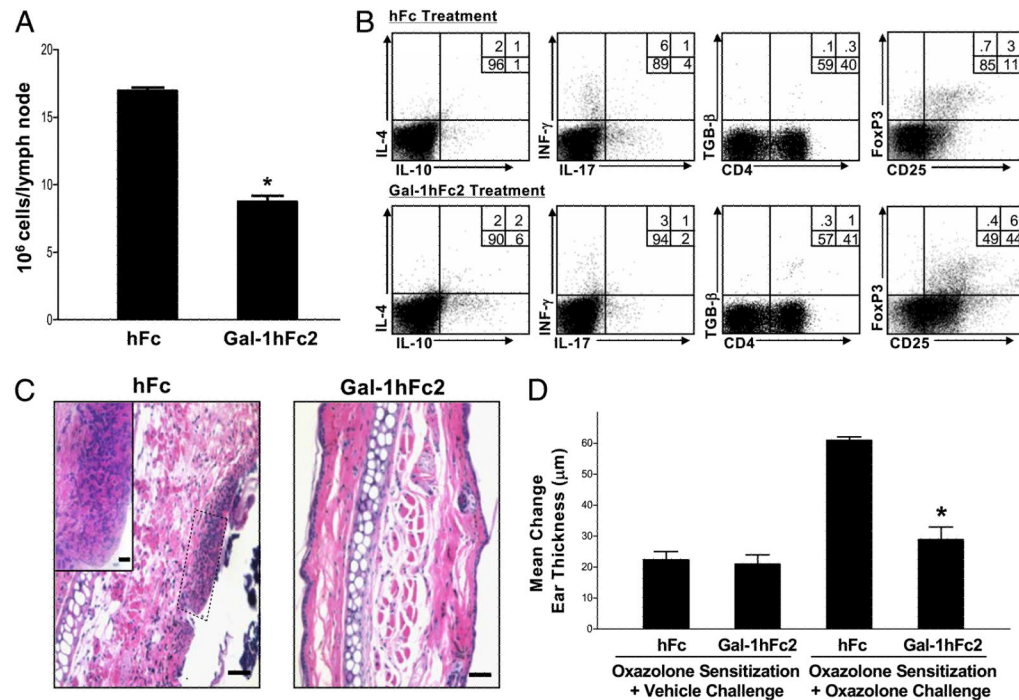 A
20
15
10
5
0
10⁶ cells/lymph node
*
hFc
Gal-1hFc2
B
hFc Treatment
2 1
96 1
IL-4
IL-10
6 1
89 4
INF-γ
IL-17
.1 .3
59 40
TGB-β
CD4
.7 3
85 11
FoxP3
CD25
Gal-1hFc2 Treatment
2 2
90 6
IL-4
IL-10
3 1
94 2
INF-γ
IL-17
.3 1
57 41
TGB-β
CD4
.4 6
49 44
FoxP3
CD25
C
hFc
Gal-1hFc2
D
60
50
40
30
20
10
0
Mean Change
Ear Thickness (μm)
*
hFc
Gal-1hFc2
hFc
Gal-1hFc2
Oxazolone Sensitization
+ Vehicle Challenge
Oxazolone Sensitization
+ Oxazolone Challenge